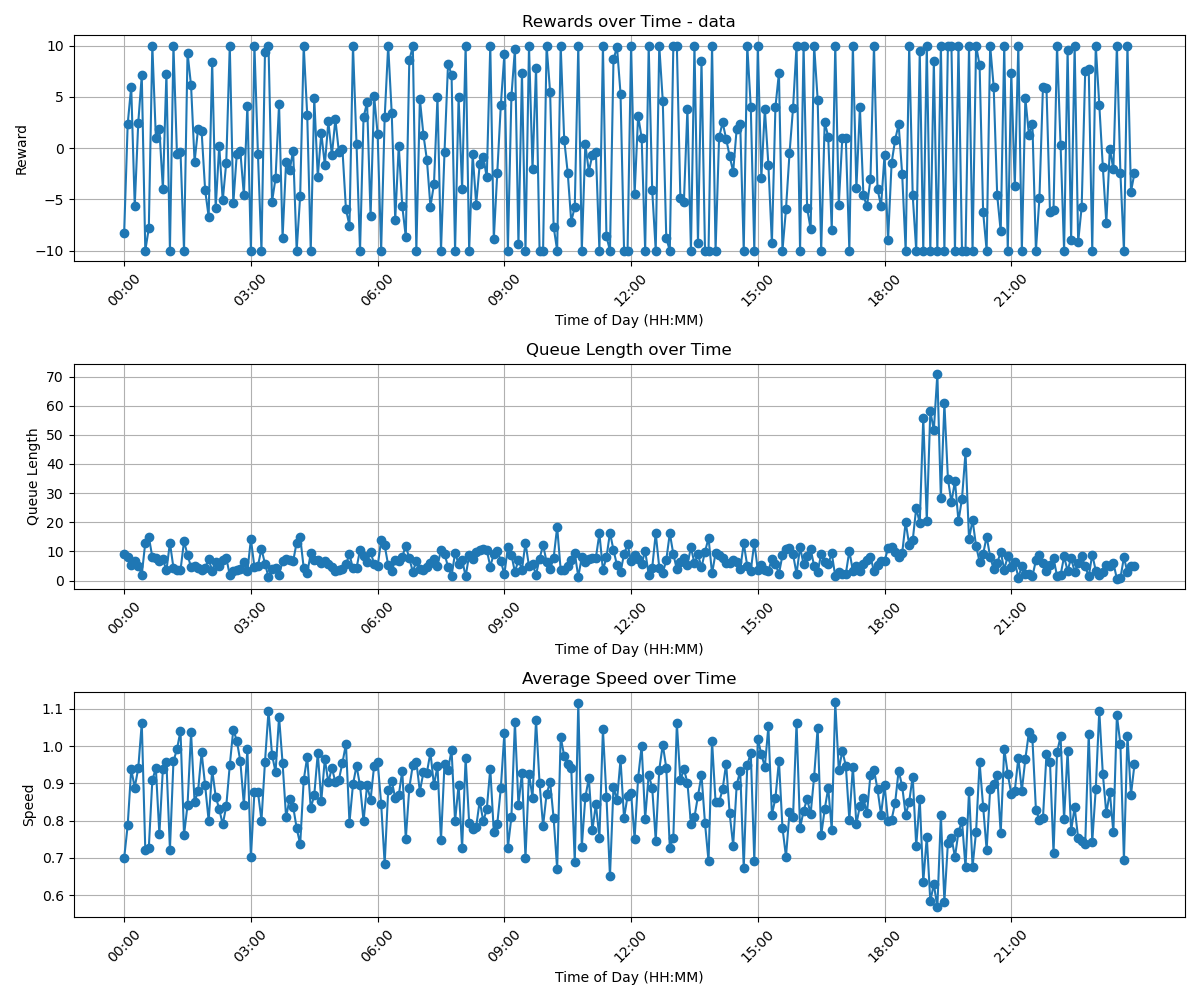 Rewards over Time - data
10
5
0
−5
−10
Reward
00:00 03:00 06:00 09:00 12:00 15:00 18:00 21:00
Time of Day (HH:MM)
Queue Length over Time
70
60
50
40
30
20
10
0
Queue Length
00:00 03:00 06:00 09:00 12:00 15:00 18:00 21:00
Time of Day (HH:MM)
Average Speed over Time
1.1
1.0
0.9
0.8
0.7
0.6
Speed
00:00 03:00 06:00 09:00 12:00 15:00 18:00 21:00
Time of Day (HH:MM)